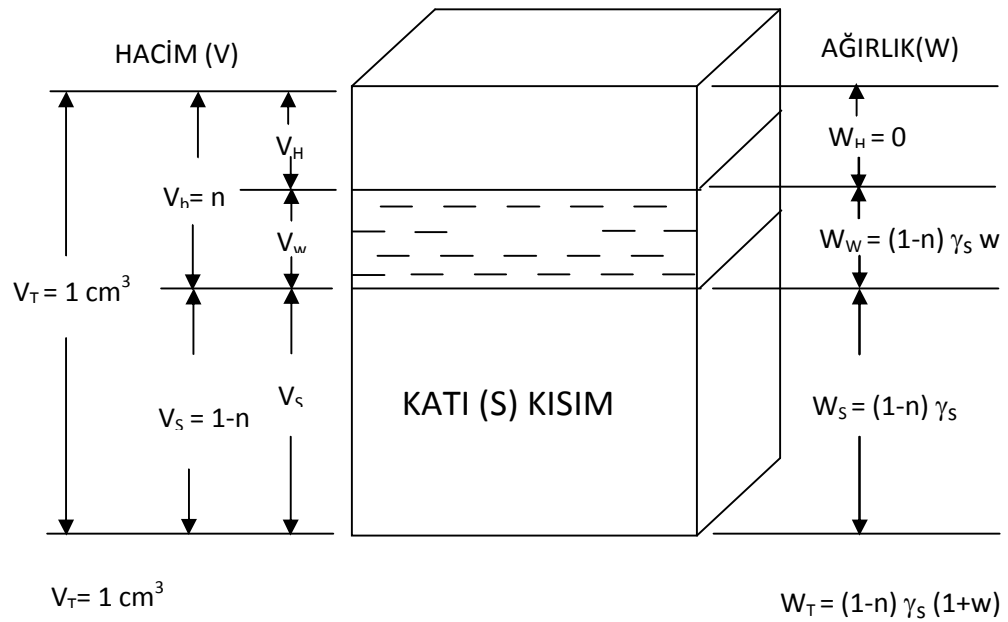 HACİM (V)
AĞIRLIK(W)
V_H
W_H = 0
V_b= n
V_w
W_W = (1-n) γ_S w
V_T = 1 cm³
V_S
V_S = 1-n
KATI (S) KISIM
W_S = (1-n) γ_S
V_T= 1 cm³
W_T = (1-n) γ_S (1+w)